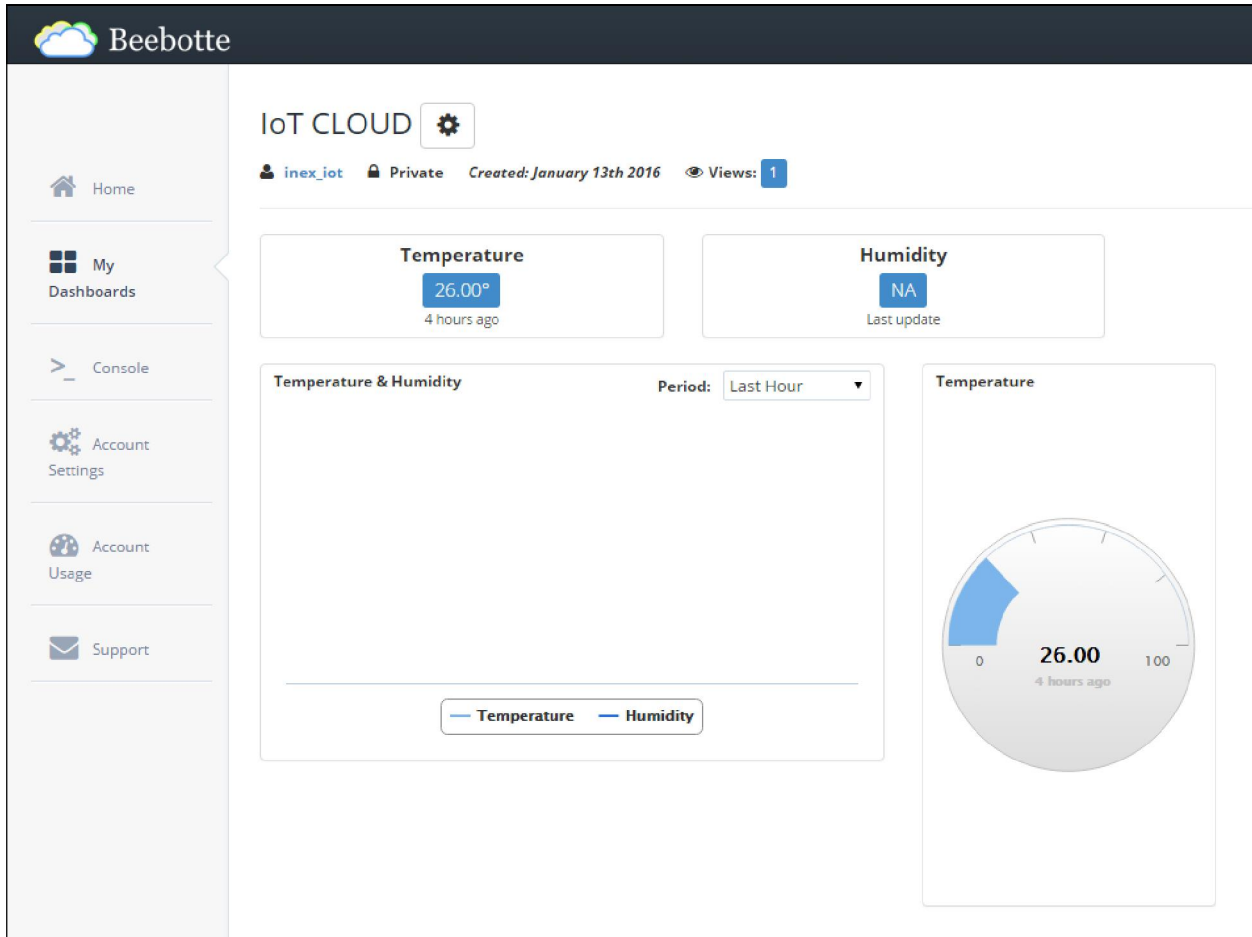 Beebotte
IoT CLOUD
inex_iot Private Created: January 13th 2016 Views: 1
Home
My
Dashboards
>_ Console
Account
Settings
Account
Usage
Support
Temperature
26.00°
4 hours ago
Humidity
NA
Last update
Temperature & Humidity Period: Last Hour
Temperature Humidity
Temperature
0 26.00 100
4 hours ago